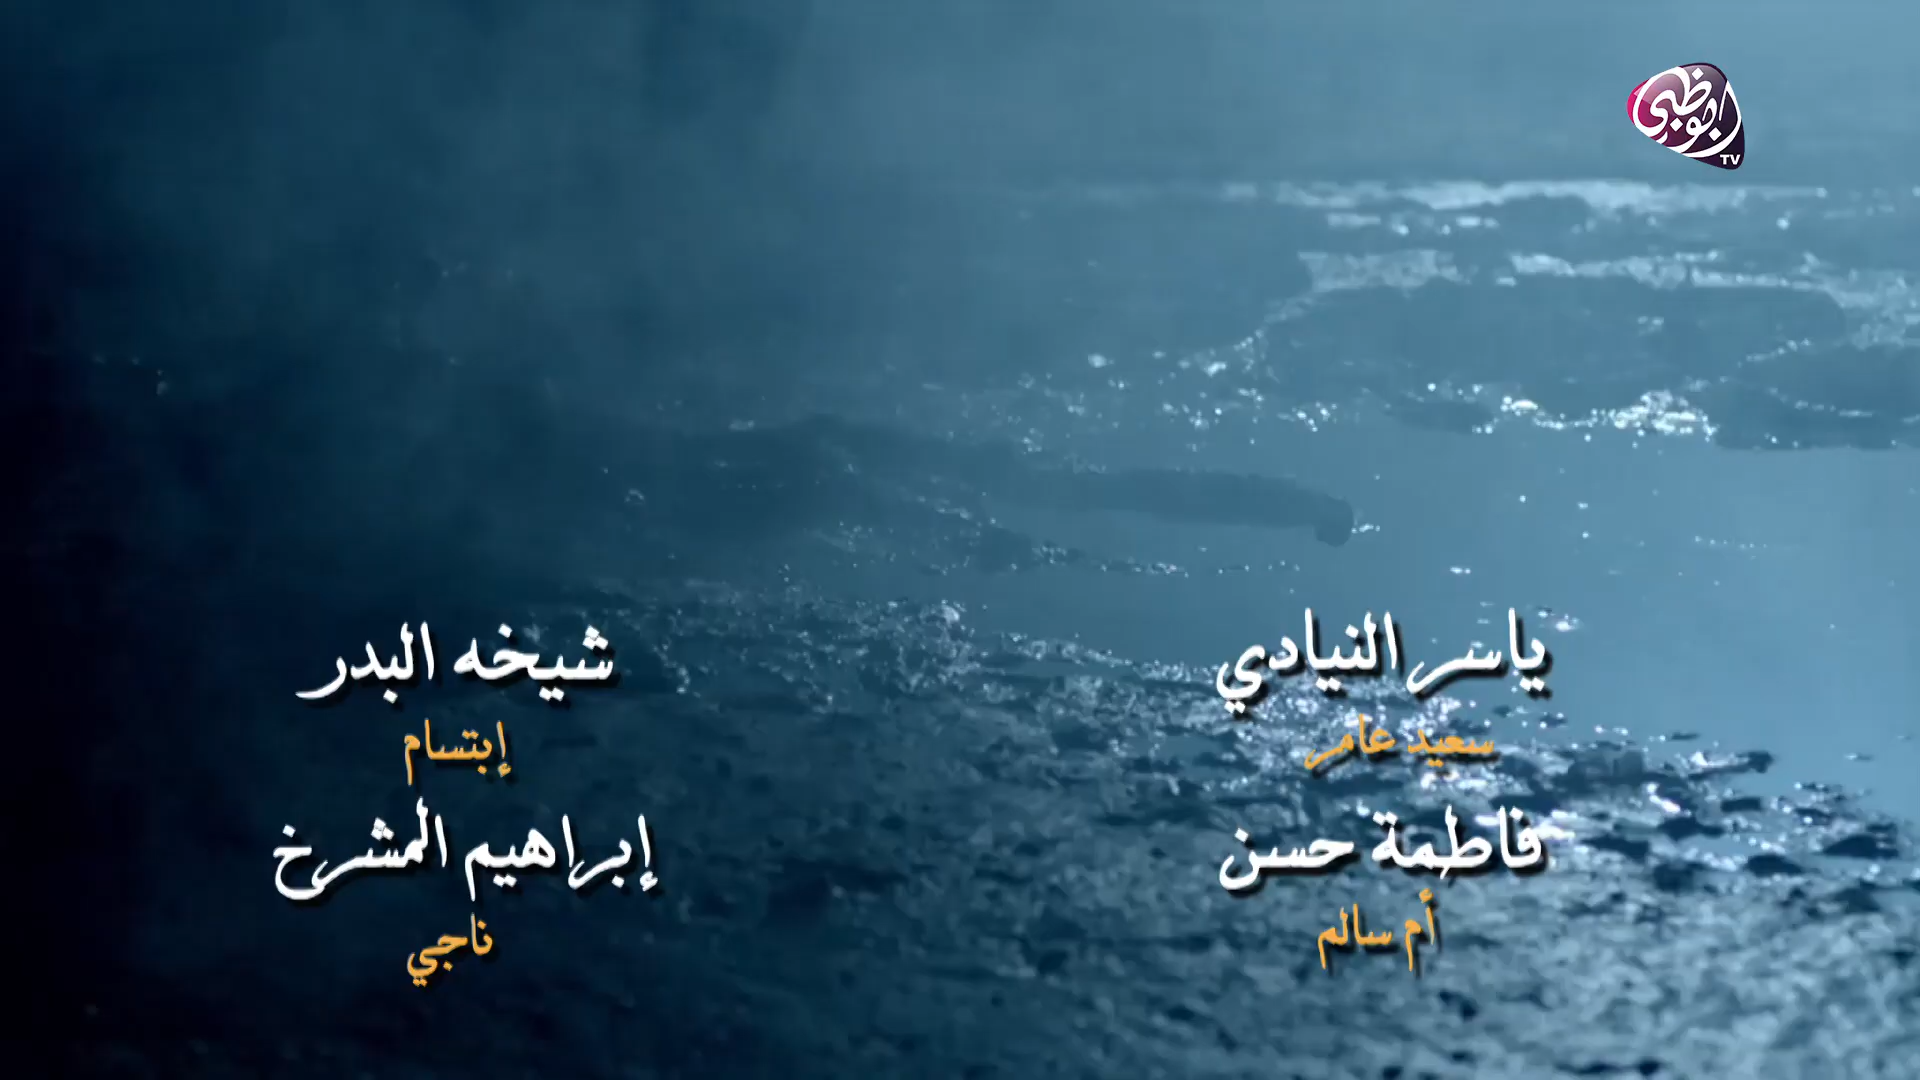 أبوظبي
TV
ياسر النيادي
سعيد عامر
فاطمة حسن
أم سالم
شيخه البدر
إبتسام
إبراهيم المشرخ
ناجي